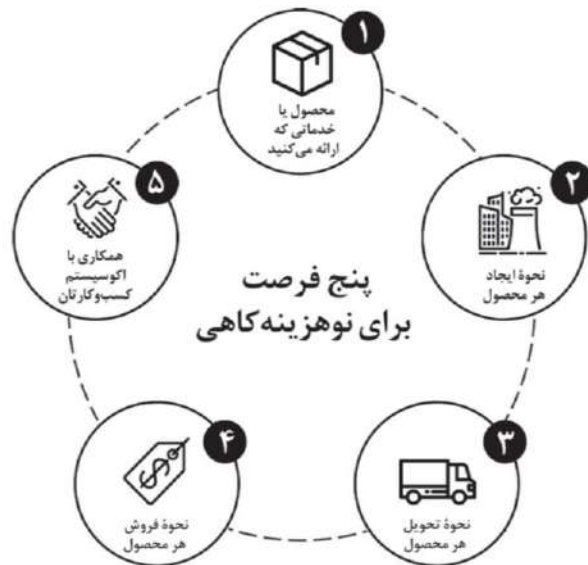 پنج فرصت
برای نوهزینه‌کاهی
۱
محصول یا
خدماتی که
ارائه می‌کنید
۲
نحوهٔ ایجاد
هر محصول
۳
نحوهٔ تحویل
هر محصول
۴
نحوهٔ فروش
هر محصول
۵
همکاری با
اکوسیستم
کسب‌وکارتان